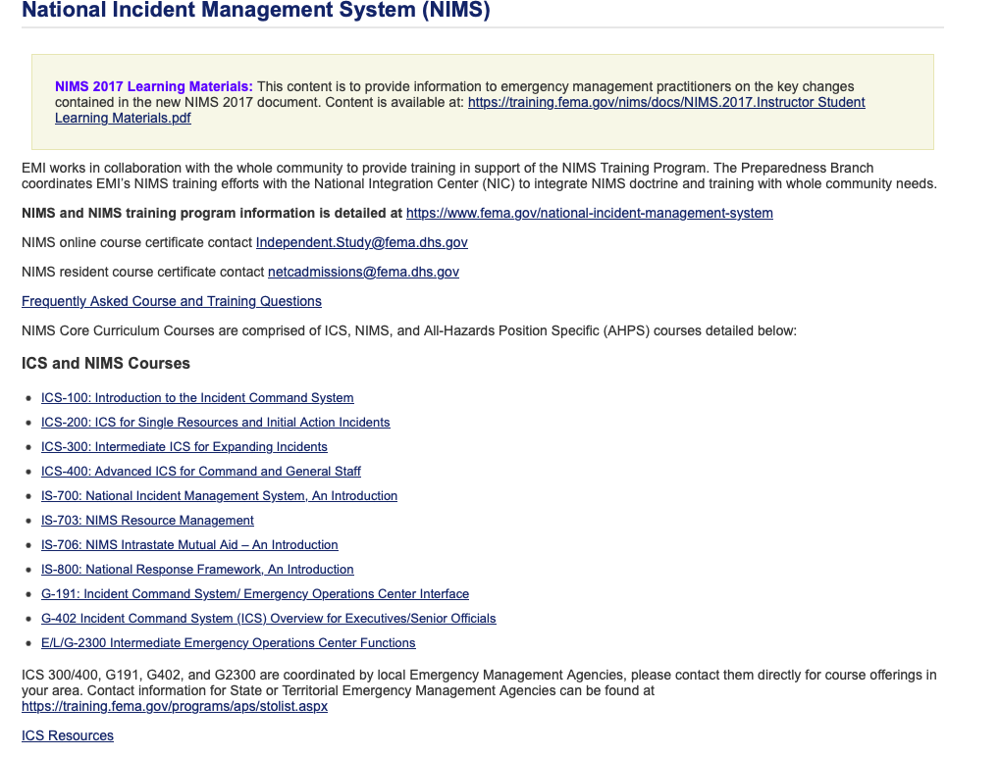 National Incident Management System (NIMS)
NIMS 2017 Learning Materials: This content is to provide information to emergency management practitioners on the key changes
contained in the new NIMS 2017 document. Content is available at: https://training.fema.gov/nims/docs/NIMS.2017.Instructor Student
Learning Materials.pdf
EMI works in collaboration with the whole community to provide training in support of the NIMS Training Program. The Preparedness Branch
coordinates EMI’s NIMS training efforts with the National Integration Center (NIC) to integrate NIMS doctrine and training with whole community needs.
NIMS and NIMS training program information is detailed at https://www.fema.gov/national-incident-management-system
NIMS online course certificate contact Independent.Study@fema.dhs.gov
NIMS resident course certificate contact netcadmissions@fema.dhs.gov
Frequently Asked Course and Training Questions
NIMS Core Curriculum Courses are comprised of ICS, NIMS, and All-Hazards Position Specific (AHPS) courses detailed below:
ICS and NIMS Courses
• ICS-100: Introduction to the Incident Command System
• ICS-200: ICS for Single Resources and Initial Action Incidents
• ICS-300: Intermediate ICS for Expanding Incidents
• ICS-400: Advanced ICS for Command and General Staff
• IS-700: National Incident Management System, An Introduction
• IS-703: NIMS Resource Management
• IS-706: NIMS Intrastate Mutual Aid – An Introduction
• IS-800: National Response Framework, An Introduction
• G-191: Incident Command System/ Emergency Operations Center Interface
• G-402 Incident Command System (ICS) Overview for Executives/Senior Officials
• E/L/G-2300 Intermediate Emergency Operations Center Functions
ICS 300/400, G191, G402, and G2300 are coordinated by local Emergency Management Agencies, please contact them directly for course offerings in
your area. Contact information for State or Territorial Emergency Management Agencies can be found at
https://training.fema.gov/programs/aps/stolist.aspx
ICS Resources